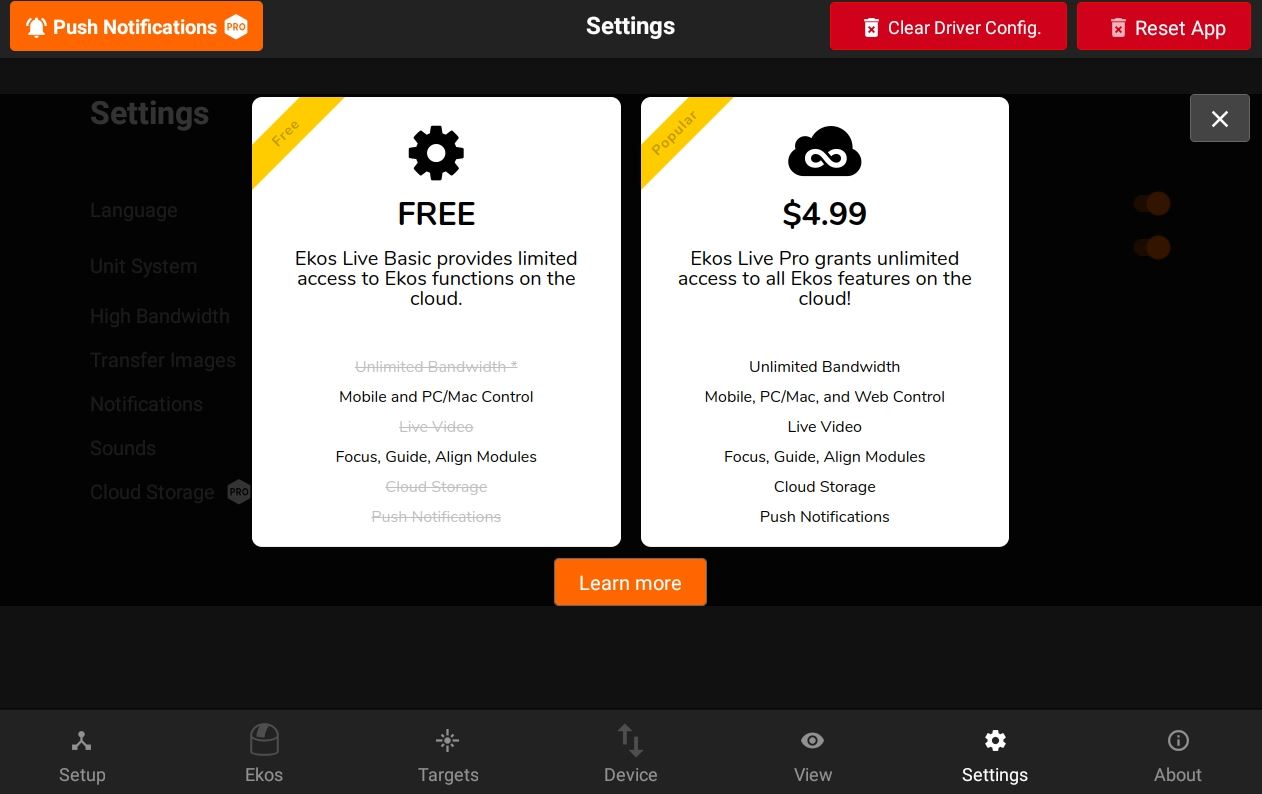 Push Notifications PRO
Settings
Clear Driver Config.
Reset App
Settings
Language
Unit System
High Bandwidth
Transfer Images
Notifications
Sounds
Cloud Storage PRO
Free
FREE
Ekos Live Basic provides limited
access to Ekos functions on the
cloud.
Unlimited Bandwidth *
Mobile and PC/Mac Control
Live Video
Focus, Guide, Align Modules
Cloud Storage
Push Notifications
Popular
$4.99
Ekos Live Pro grants unlimited
access to all Ekos features on the
cloud!
Unlimited Bandwidth
Mobile, PC/Mac, and Web Control
Live Video
Focus, Guide, Align Modules
Cloud Storage
Push Notifications
Learn more
Setup
Ekos
Targets
Device
View
Settings
About